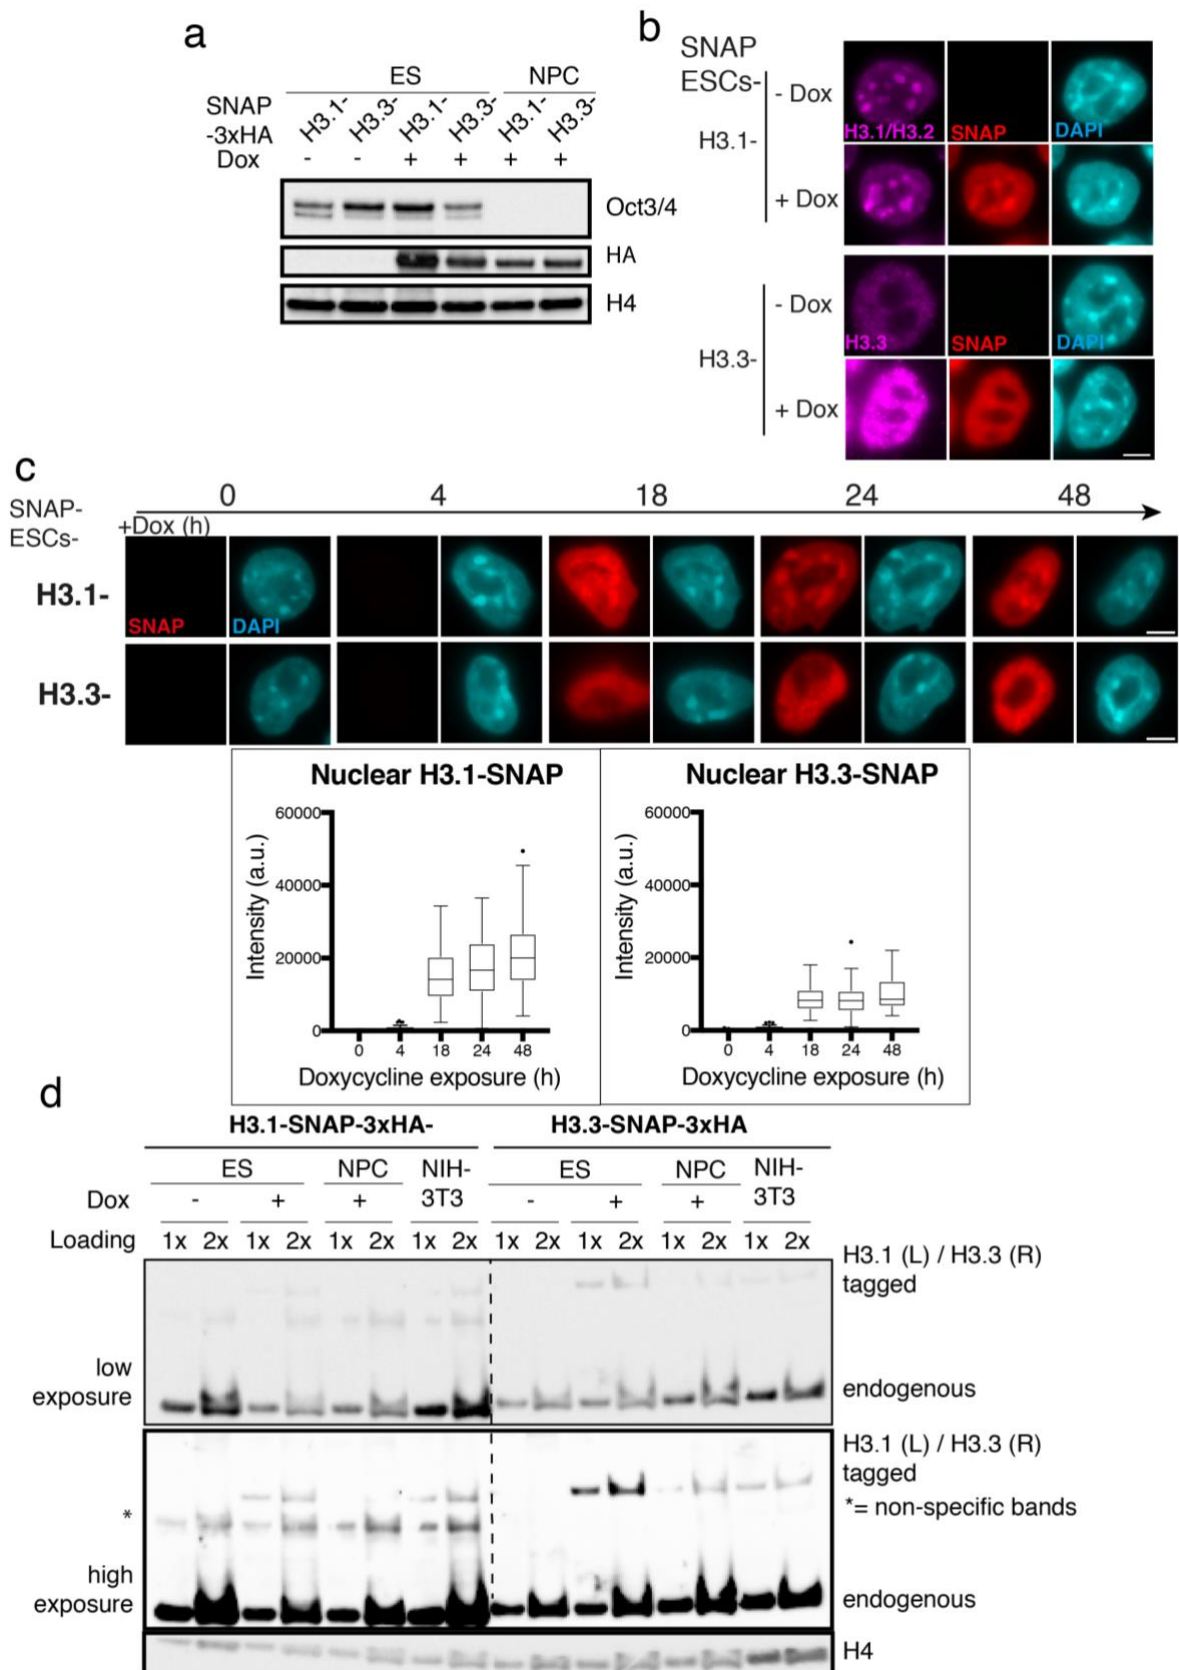 a
ES NPC
SNAP
-3xHA
H3.1- H3.3- H3.1- H3.3- H3.1- H3.3-
Dox - - + + + +
Oct3/4
HA
H4
b
SNAP
ESCs-
- Dox
H3.1-
+ Dox
H3.1/H3.2 SNAP DAPI
- Dox
H3.3-
+ Dox
H3.3 SNAP DAPI
c
0 4 18 24 48
SNAP-
ESCs-
+Dox (h)
H3.1-
SNAP DAPI
H3.3-
Nuclear H3.1-SNAP
60000
40000
20000
0
Intensity (a.u.)
0 4 18 24 48
Doxycycline exposure (h)
Nuclear H3.3-SNAP
60000
40000
20000
0
Intensity (a.u.)
0 4 18 24 48
Doxycycline exposure (h)
d
H3.1-SNAP-3xHA- H3.3-SNAP-3xHA
ES NPC NIH-3T3 ES NPC NIH-3T3
Dox - + + - + +
Loading 1x 2x 1x 2x 1x 2x 1x 2x 1x 2x 1x 2x 1x 2x 1x 2x
H3.1 (L) / H3.3 (R)
tagged
low
exposure
endogenous
H3.1 (L) / H3.3 (R)
tagged
*= non-specific bands
*
high
exposure
endogenous
H4